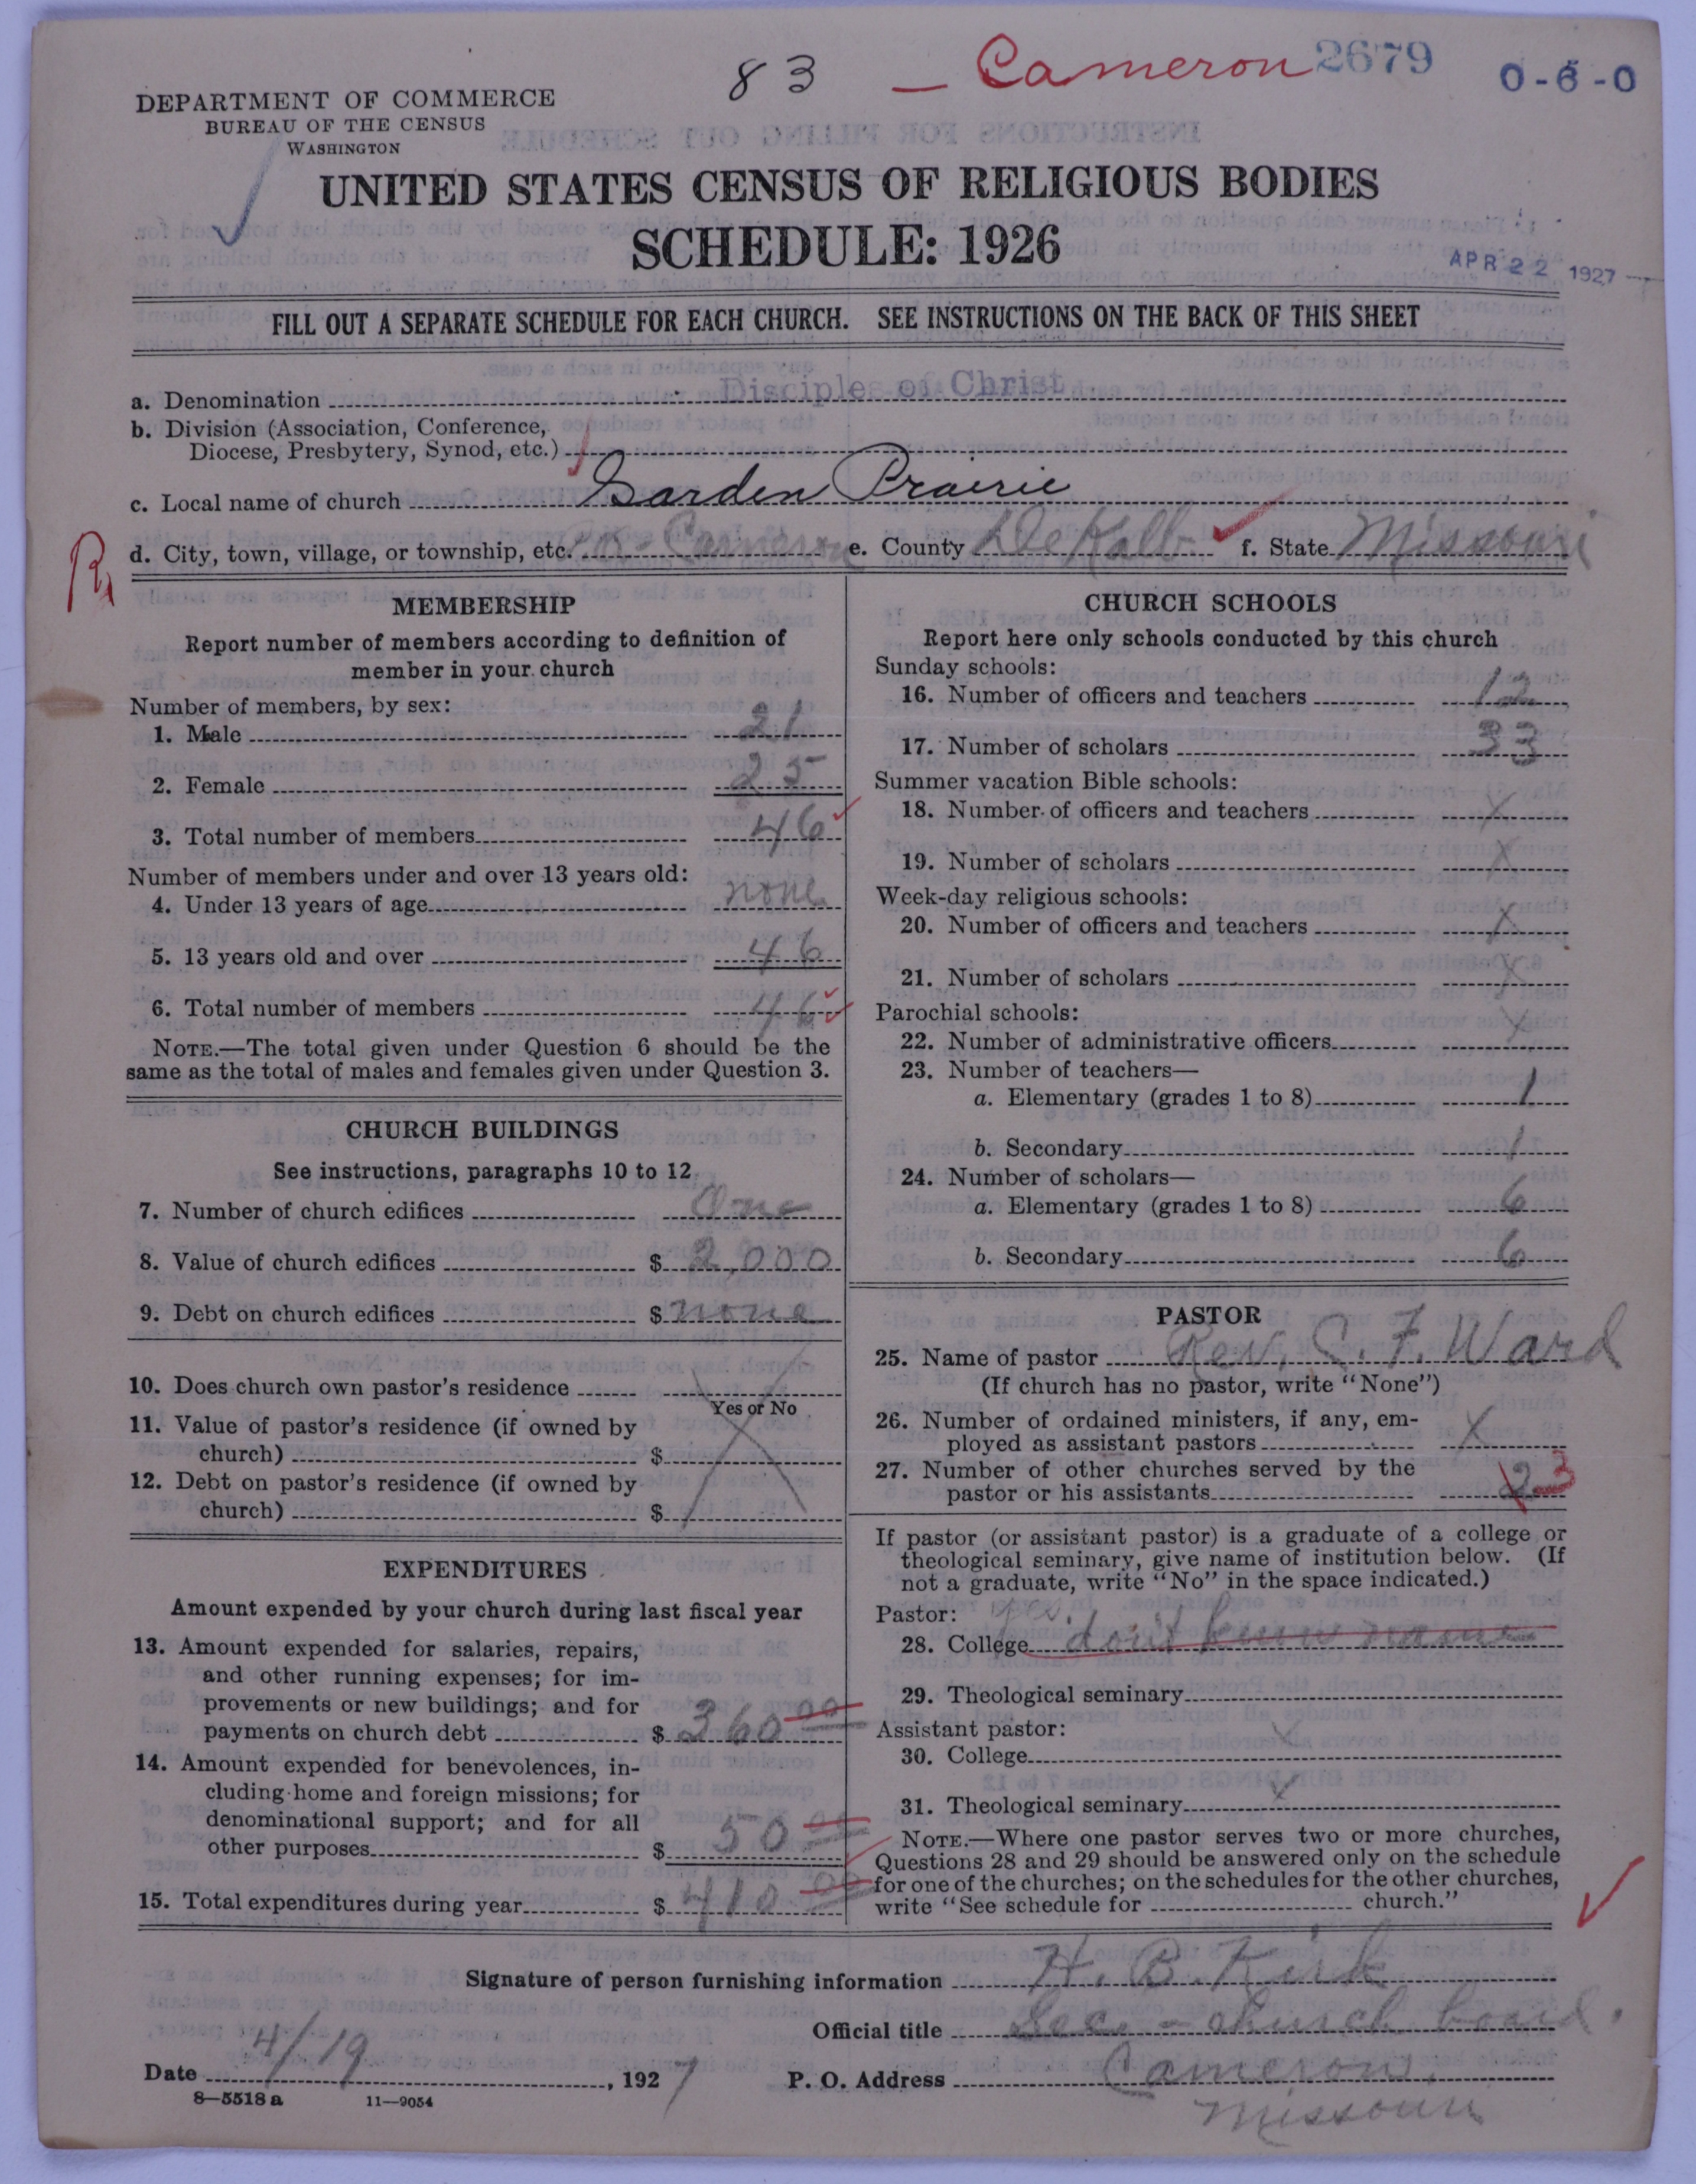 83 — Cameron 2679 0-6-0
DEPARTMENT OF COMMERCE
BUREAU OF THE CENSUS
WASHINGTON
UNITED STATES CENSUS OF RELIGIOUS BODIES
SCHEDULE: 1926
APR 22 1927
FILL OUT A SEPARATE SCHEDULE FOR EACH CHURCH. SEE INSTRUCTIONS ON THE BACK OF THIS SHEET
a. Denomination Disciples of Christ
b. Division (Association, Conference,
Diocese, Presbytery, Synod, etc.)
c. Local name of church Garden Prairie
R
d. City, town, village, or township, etc. Cameron e. County DeKalb f. State Missouri
MEMBERSHIP
Report number of members according to definition of
member in your church
Number of members, by sex:
1. Male 21
2. Female 25
3. Total number of members 46
Number of members under and over 13 years old:
4. Under 13 years of age none
5. 13 years old and over 46
6. Total number of members 46
NOTE.—The total given under Question 6 should be the
same as the total of males and females given under Question 3.
CHURCH BUILDINGS
See instructions, paragraphs 10 to 12
7. Number of church edifices One
8. Value of church edifices $ 2,000
9. Debt on church edifices $ none
10. Does church own pastor's residence
Yes or No
11. Value of pastor's residence (if owned by
church) $
12. Debt on pastor's residence (if owned by
church) $
EXPENDITURES
Amount expended by your church during last fiscal year
13. Amount expended for salaries, repairs,
and other running expenses; for im-
provements or new buildings; and for
payments on church debt $ 360 00
14. Amount expended for benevolences, in-
cluding home and foreign missions; for
denominational support; and for all
other purposes $ 50 00
15. Total expenditures during year $ 410 00
CHURCH SCHOOLS
Report here only schools conducted by this church
Sunday schools:
16. Number of officers and teachers 12
17. Number of scholars 33
Summer vacation Bible schools:
18. Number of officers and teachers X
19. Number of scholars X
Week-day religious schools:
20. Number of officers and teachers X
21. Number of scholars X
Parochial schools:
22. Number of administrative officers X
23. Number of teachers—
a. Elementary (grades 1 to 8) 1
b. Secondary 1
24. Number of scholars—
a. Elementary (grades 1 to 8) 6
b. Secondary 6
PASTOR
25. Name of pastor Rev. C. F. Ward
(If church has no pastor, write "None")
26. Number of ordained ministers, if any, em-
ployed as assistant pastors X
27. Number of other churches served by the
pastor or his assistants 2 3
If pastor (or assistant pastor) is a graduate of a college or
theological seminary, give name of institution below. (If
not a graduate, write "No" in the space indicated.)
Pastor: yes.
28. College don't know name
29. Theological seminary
Assistant pastor:
30. College X
31. Theological seminary X
NOTE.—Where one pastor serves two or more churches,
Questions 28 and 29 should be answered only on the schedule
for one of the churches; on the schedules for the other churches,
write "See schedule for church."
Signature of person furnishing information H. B. Kirk
Official title Sec. - church board.
Date 4/19, 1927 P. O. Address Cameron,
Missouri
8—5518 a 11—9054